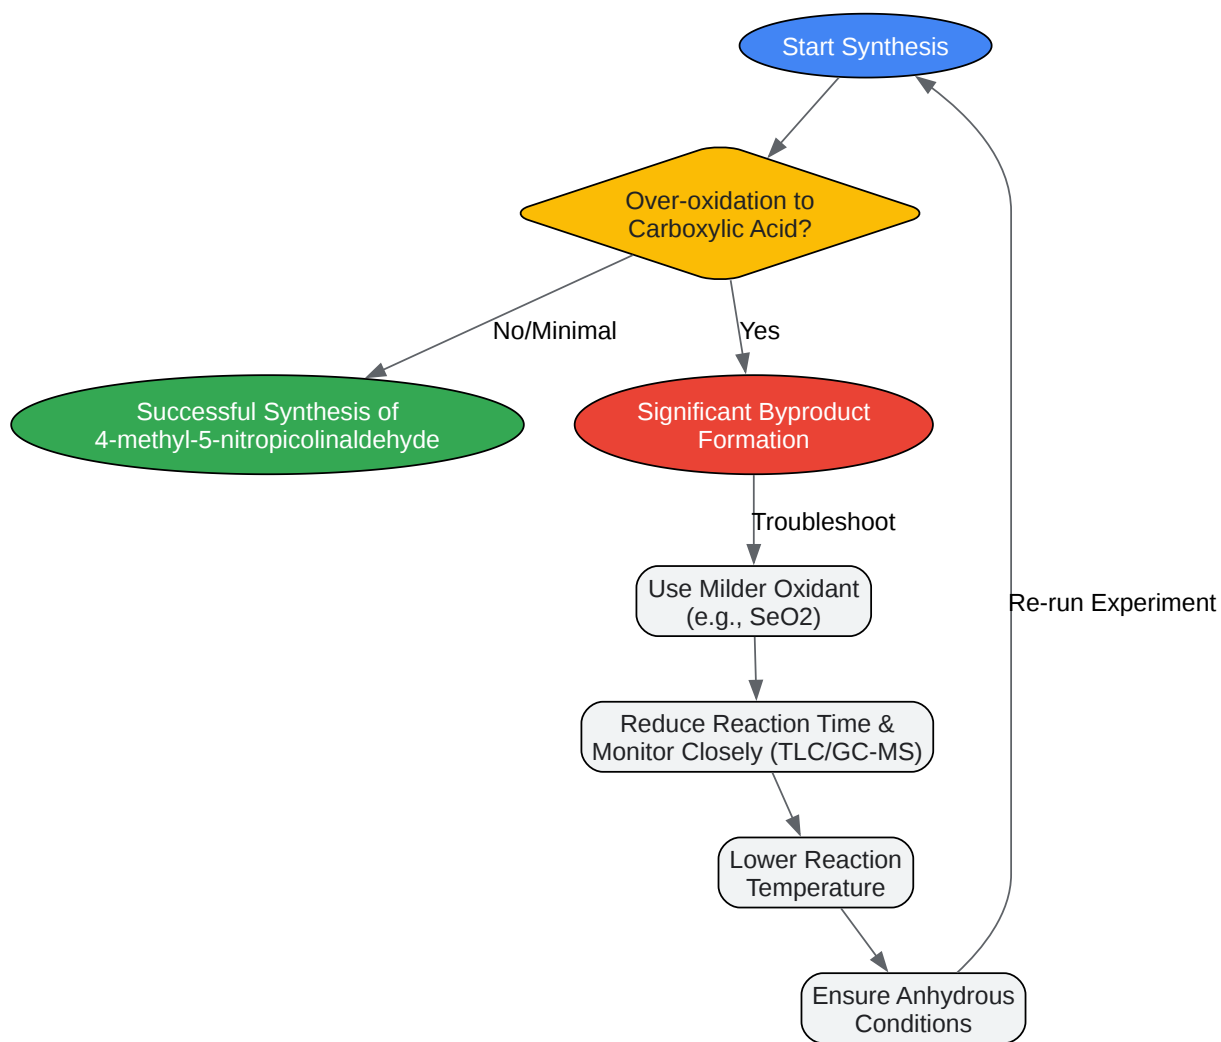 Start Synthesis
Over-oxidation to
Carboxylic Acid?
No/Minimal
Yes
Successful Synthesis of
4-methyl-5-nitropicolinaldehyde
Significant Byproduct
Formation
Troubleshoot
Use Milder Oxidant
(e.g., SeO2)
Re-run Experiment
Reduce Reaction Time &
Monitor Closely (TLC/GC-MS)
Lower Reaction
Temperature
Ensure Anhydrous
Conditions